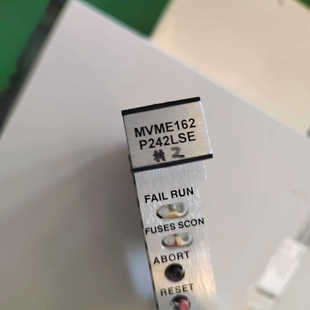 MVME162
P242LSE
#2
FAIL RUN
FUSES SCON
ABORT
RESET